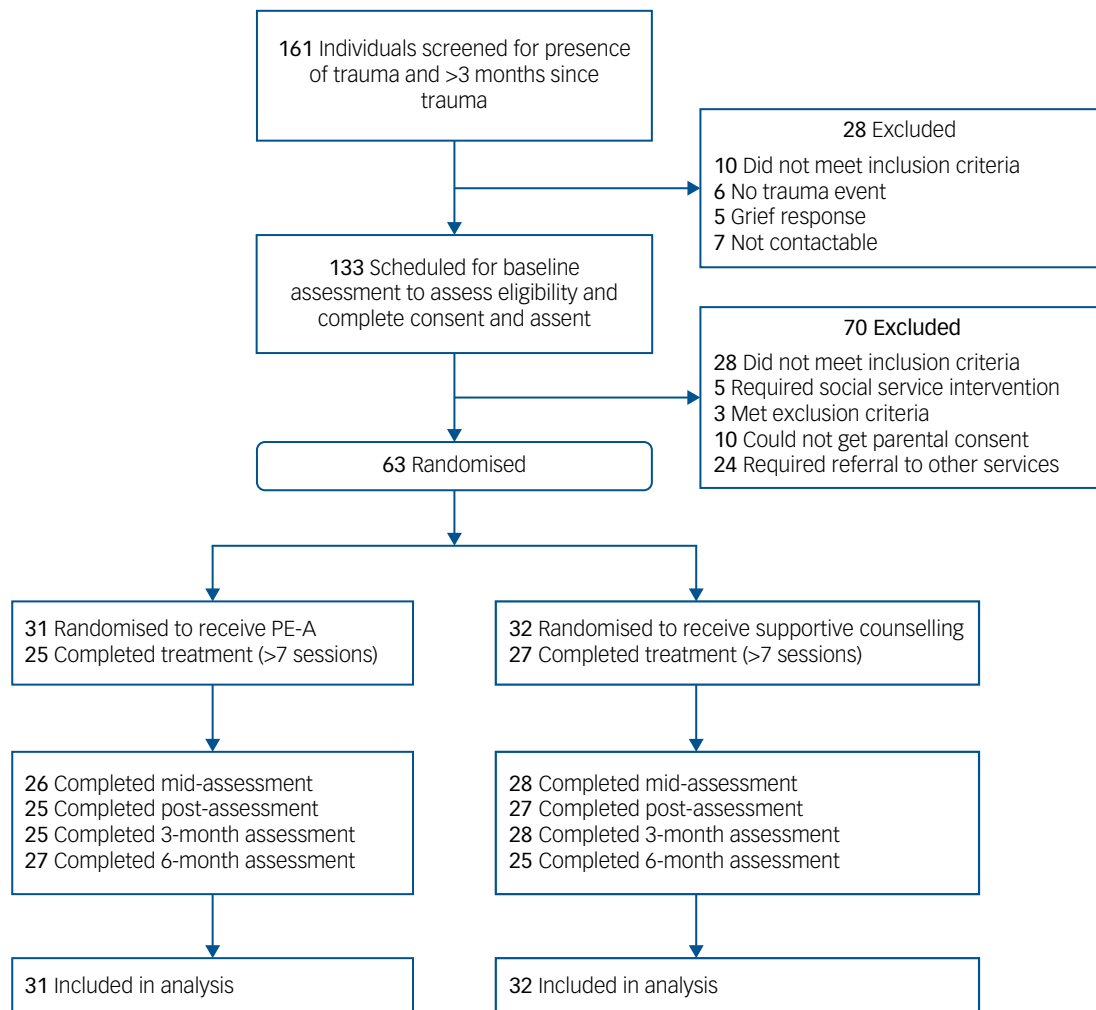 161 Individuals screened for presence
of trauma and >3 months since
trauma
28 Excluded
10 Did not meet inclusion criteria
6 No trauma event
5 Grief response
7 Not contactable
133 Scheduled for baseline
assessment to assess eligibility and
complete consent and assent
70 Excluded
28 Did not meet inclusion criteria
5 Required social service intervention
3 Met exclusion criteria
10 Could not get parental consent
24 Required referral to other services
63 Randomised
31 Randomised to receive PE-A
25 Completed treatment (>7 sessions)
32 Randomised to receive supportive counselling
27 Completed treatment (>7 sessions)
26 Completed mid-assessment
25 Completed post-assessment
25 Completed 3-month assessment
27 Completed 6-month assessment
28 Completed mid-assessment
27 Completed post-assessment
28 Completed 3-month assessment
25 Completed 6-month assessment
31 Included in analysis
32 Included in analysis